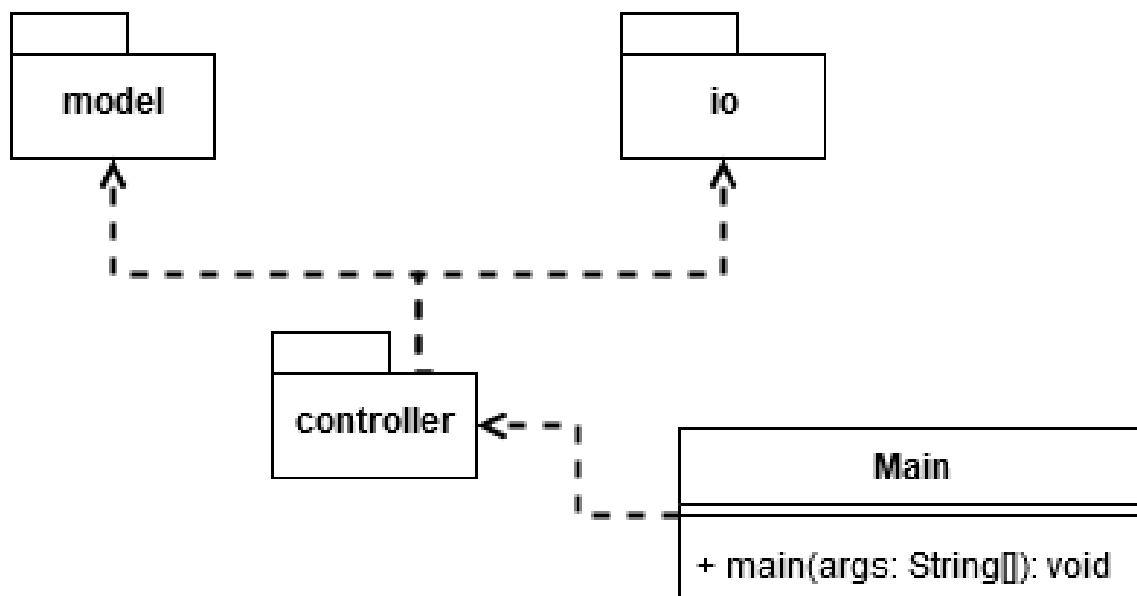 model
io
controller
Main
+ main(args: String[]): void